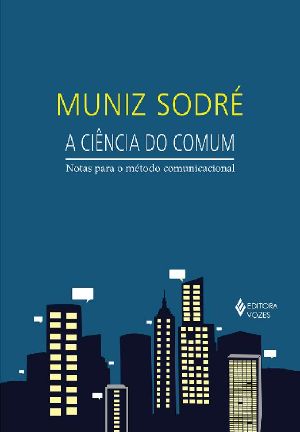 MUNIZ SODRÉ
A CIÊNCIA DO COMUM
Notas para o método comunicacional
EDITORA
VOZES